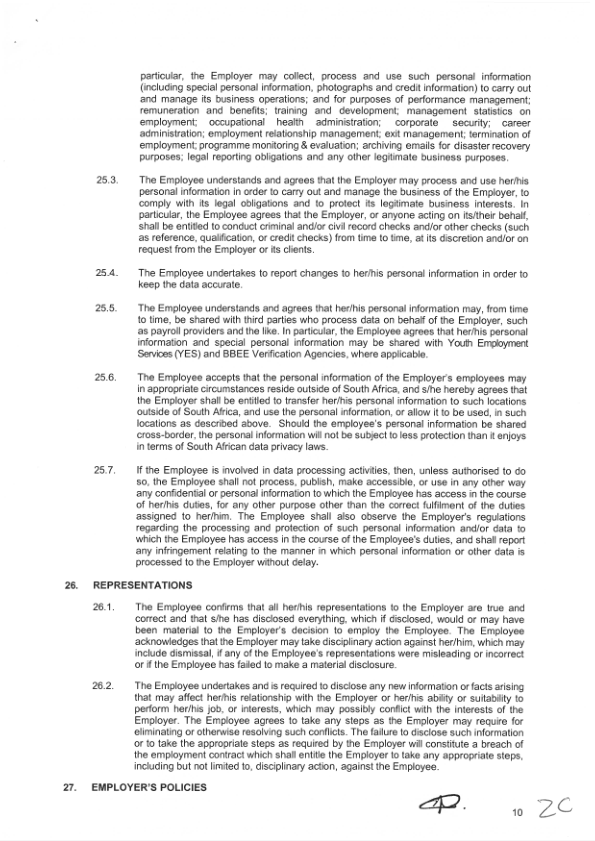 particular, the Employer may collect, process and use such personal information
(including special personal information, photographs and credit information) to carry out
and manage its business operations; and for purposes of performance management;
remuneration and benefits; training and development; management statistics on
employment; occupational health administration; corporate security; career
administration; employment relationship management; exit management; termination of
employment; programme monitoring & evaluation; archiving emails for disaster recovery
purposes; legal reporting obligations and any other legitimate business purposes.
25.3. The Employee understands and agrees that the Employer may process and use her/his
personal information in order to carry out and manage the business of the Employer, to
comply with its legal obligations and to protect its legitimate business interests. In
particular, the Employee agrees that the Employer, or anyone acting on its/their behalf,
shall be entitled to conduct criminal and/or civil record checks and/or other checks (such
as reference, qualification, or credit checks) from time to time, at its discretion and/or on
request from the Employer or its clients.
25.4. The Employee undertakes to report changes to her/his personal information in order to
keep the data accurate.
25.5. The Employee understands and agrees that her/his personal information may, from time
to time, be shared with third parties who process data on behalf of the Employer, such
as payroll providers and the like. In particular, the Employee agrees that her/his personal
information and special personal information may be shared with Youth Employment
Services (YES) and BBEE Verification Agencies, where applicable.
25.6. The Employee accepts that the personal information of the Employer's employees may
in appropriate circumstances reside outside of South Africa, and s/he hereby agrees that
the Employer shall be entitled to transfer her/his personal information to such locations
outside of South Africa, and use the personal information, or allow it to be used, in such
locations as described above. Should the employee's personal information be shared
cross-border, the personal information will not be subject to less protection than it enjoys
in terms of South African data privacy laws.
25.7. If the Employee is involved in data processing activities, then, unless authorised to do
so, the Employee shall not process, publish, make accessible, or use in any other way
any confidential or personal information to which the Employee has access in the course
of her/his duties, for any other purpose other than the correct fulfilment of the duties
assigned to her/him. The Employee shall also observe the Employer's regulations
regarding the processing and protection of such personal information and/or data to
which the Employee has access in the course of the Employee's duties, and shall report
any infringement relating to the manner in which personal information or other data is
processed to the Employer without delay.
26. REPRESENTATIONS
26.1. The Employee confirms that all her/his representations to the Employer are true and
correct and that s/he has disclosed everything, which if disclosed, would or may have
been material to the Employer's decision to employ the Employee. The Employee
acknowledges that the Employer may take disciplinary action against her/him, which may
include dismissal, if any of the Employee's representations were misleading or incorrect
or if the Employee has failed to make a material disclosure.
26.2. The Employee undertakes and is required to disclose any new information or facts arising
that may affect her/his relationship with the Employer or her/his ability or suitability to
perform her/his job, or interests, which may possibly conflict with the interests of the
Employer. The Employee agrees to take any steps as the Employer may require for
eliminating or otherwise resolving such conflicts. The failure to disclose such information
or to take the appropriate steps as required by the Employer will constitute a breach of
the employment contract which shall entitle the Employer to take any appropriate steps,
including but not limited to, disciplinary action, against the Employee.
27. EMPLOYER'S POLICIES
10 ZC